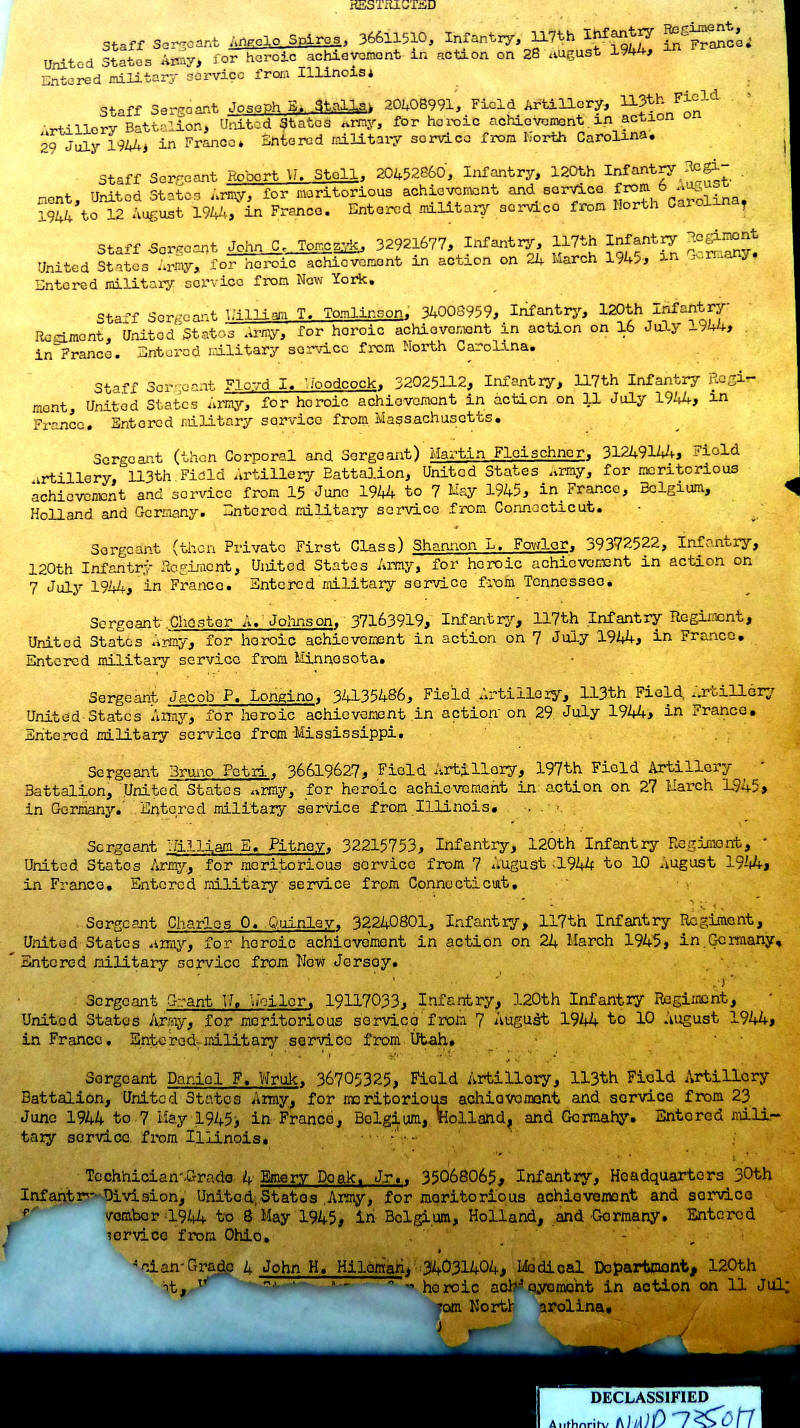 RESTRICTED
Staff Sergeant Angelo Spires, 36611510, Infantry, 117th Infantry Regiment,
United States Army, for heroic achievement in action on 28 August 1944, in France.
Entered military service from Illinois.
Staff Sergeant Joseph E. Stalls, 20408991, Field Artillery, 113th Field
Artillery Battalion, United States Army, for heroic achievement in action on
29 July 1944, in France. Entered military service from North Carolina.
Staff Sergeant Robert W. Stell, 20452860, Infantry, 120th Infantry Regi-
ment, United States Army, for meritorious achievement and service from 6 August
1944 to 12 August 1944, in France. Entered military service from North Carolina.
Staff Sergeant John C. Tomczyk, 32921677, Infantry, 117th Infantry Regiment
United States Army, for heroic achievement in action on 24 March 1945, in Germany.
Entered military service from New York.
Staff Sergeant William T. Tomlinson, 34008959, Infantry, 120th Infantry
Regiment, United States Army, for heroic achievement in action on 16 July 1944,
in France. Entered military service from North Carolina.
Staff Sergeant Floyd I. Woodcock, 32025112, Infantry, 117th Infantry Regi-
ment, United States Army, for heroic achievement in action on 11 July 1944, in
France. Entered military service from Massachusetts.
Sergeant (then Corporal and Sergeant) Martin Fleischner, 31249144, Field
Artillery, 113th Field Artillery Battalion, United States Army, for meritorious
achievement and service from 15 June 1944 to 7 May 1945, in France, Belgium,
Holland and Germany. Entered military service from Connecticut.
Sergeant (then Private First Class) Shannon L. Fowler, 39372522, Infantry,
120th Infantry Regiment, United States Army, for heroic achievement in action on
7 July 1944, in France. Entered military service from Tennessee.
Sergeant Chester A. Johnson, 37163919, Infantry, 117th Infantry Regiment,
United States Army, for heroic achievement in action on 7 July 1944, in France.
Entered military service from Minnesota.
Sergeant Jacob P. Longino, 34135486, Field Artillery, 113th Field Artillery
United States Army, for heroic achievement in action on 29 July 1944, in France.
Entered military service from Mississippi.
Sergeant Bruno Petri, 36619627, Field Artillery, 197th Field Artillery
Battalion, United States Army, for heroic achievement in action on 27 March 1945,
in Germany. Entered military service from Illinois.
Sergeant William E. Pitney, 32215753, Infantry, 120th Infantry Regiment,
United States Army, for meritorious service from 7 August 1944 to 10 August 1944,
in France. Entered military service from Connecticut.
Sergeant Charles O. Quinley, 32240801, Infantry, 117th Infantry Regiment,
United States Army, for heroic achievement in action on 24 March 1945, in Germany.
Entered military service from New Jersey.
Sergeant Grant W. Weiler, 19117033, Infantry, 120th Infantry Regiment,
United States Army, for meritorious service from 7 August 1944 to 10 August 1944,
in France. Entered military service from Utah.
Sergeant Daniel F. Wruk, 36705325, Field Artillery, 113th Field Artillery
Battalion, United States Army, for meritorious achievement and service from 23
June 1944 to 7 May 1945, in France, Belgium, Holland, and Germany. Entered mili-
tary service from Illinois.
Technician Grade 4 Emery Deak, Jr., 35068065, Infantry, Headquarters 30th
Infantry Division, United States Army, for meritorious achievement and service
vember 1944 to 8 May 1945, in Belgium, Holland, and Germany. Entered
service from Ohio.
ician Grade 4 John H. Hileman, 34031404, Medical Department, 120th
nt, heroic achievement in action on 11 July
from North Carolina.
DECLASSIFIED
Authority NND 735017